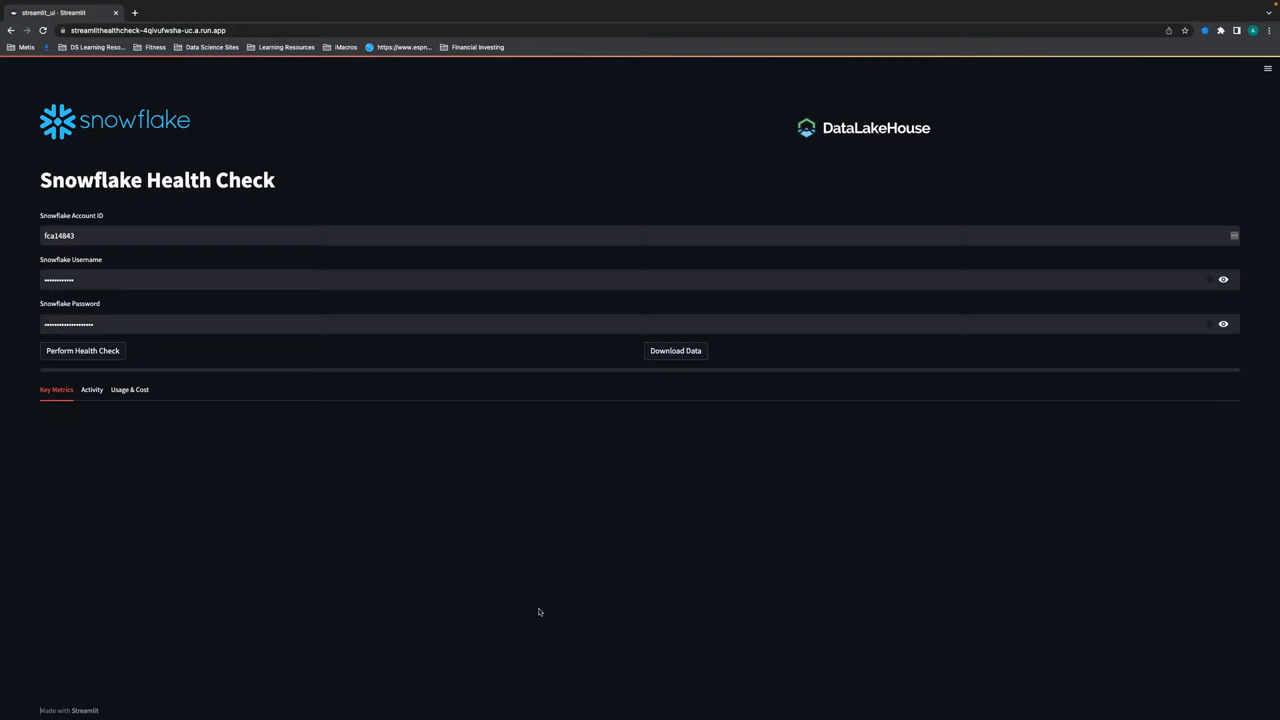 streamlit_ui · Streamlit
streamlithealthcheck-4qivufwsha-uc.a.run.app
A
Metis
DS Learning Reso...
Fitness
Data Science Sites
Learning Resources
iMacros
https://www.espn...
Financial Investing
snowflake
DataLakeHouse
Snowflake Health Check
Snowflake Account ID
fca14843
Snowflake Username
••••••••••••
Snowflake Password
••••••••••••••••••••
Perform Health Check
Download Data
Key Metrics
Activity
Usage & Cost
Made with Streamlit